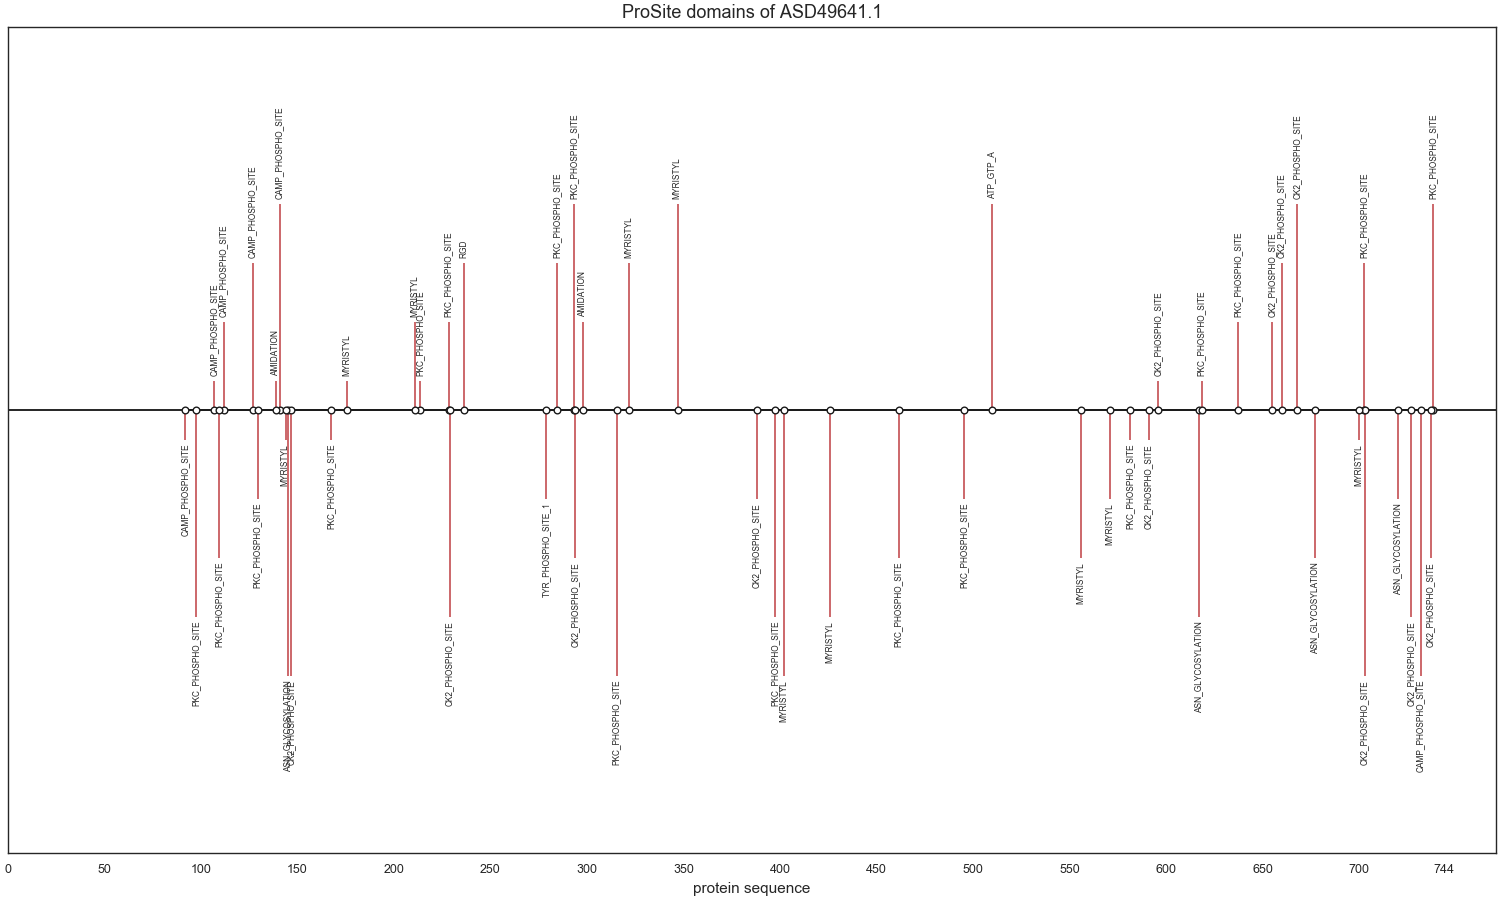 ProSite domains of ASD49641.1
CAMP_PHOSPHO_SITE
PKC_PHOSPHO_SITE
CAMP_PHOSPHO_SITE
PKC_PHOSPHO_SITE
CAMP_PHOSPHO_SITE
CAMP_PHOSPHO_SITE
PKC_PHOSPHO_SITE
AMIDATION
CAMP_PHOSPHO_SITE
MYRISTYL
ASN_GLYCOSYLATION
CK2_PHOSPHO_SITE
PKC_PHOSPHO_SITE
MYRISTYL
MYRISTYL
PKC_PHOSPHO_SITE
PKC_PHOSPHO_SITE
CK2_PHOSPHO_SITE
RGD
TYR_PHOSPHO_SITE_1
PKC_PHOSPHO_SITE
PKC_PHOSPHO_SITE
CK2_PHOSPHO_SITE
AMIDATION
PKC_PHOSPHO_SITE
MYRISTYL
MYRISTYL
CK2_PHOSPHO_SITE
PKC_PHOSPHO_SITE
MYRISTYL
MYRISTYL
PKC_PHOSPHO_SITE
PKC_PHOSPHO_SITE
ATP_GTP_A
MYRISTYL
MYRISTYL
PKC_PHOSPHO_SITE
CK2_PHOSPHO_SITE
CK2_PHOSPHO_SITE
ASN_GLYCOSYLATION
PKC_PHOSPHO_SITE
PKC_PHOSPHO_SITE
CK2_PHOSPHO_SITE
CK2_PHOSPHO_SITE
CK2_PHOSPHO_SITE
ASN_GLYCOSYLATION
MYRISTYL
PKC_PHOSPHO_SITE
CK2_PHOSPHO_SITE
ASN_GLYCOSYLATION
CK2_PHOSPHO_SITE
CAMP_PHOSPHO_SITE
CK2_PHOSPHO_SITE
PKC_PHOSPHO_SITE
0 50 100 150 200 250 300 350 400 450 500 550 600 650 700 744
protein sequence